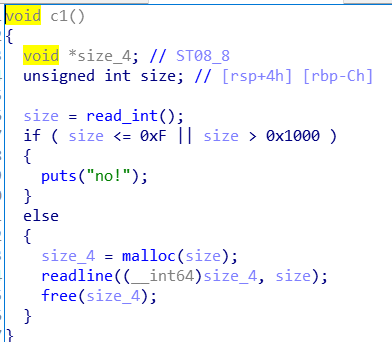 void c1()
{
  void *size_4; // ST08_8
  unsigned int size; // [rsp+4h] [rbp-Ch]

  size = read_int();
  if ( size <= 0xF || size > 0x1000 )
  {
    puts("no!");
  }
  else
  {
    size_4 = malloc(size);
    readline((__int64)size_4, size);
    free(size_4);
  }
}